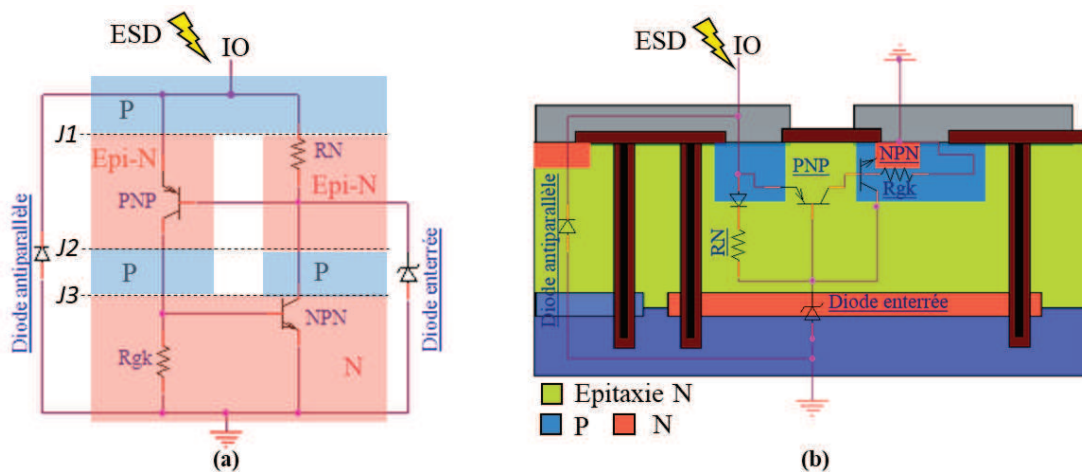 ESD
IO
P
J1
Epi-N
RN
Epi-N
PNP
J2
P
P
J3
NPN
Rgk
N
Diode antiparallèle
Diode enterrée
(a)
ESD
IO
PNP
NPN
Rgk
RN
Diode antiparallèle
Diode enterrée
Epitaxie N
P N
(b)